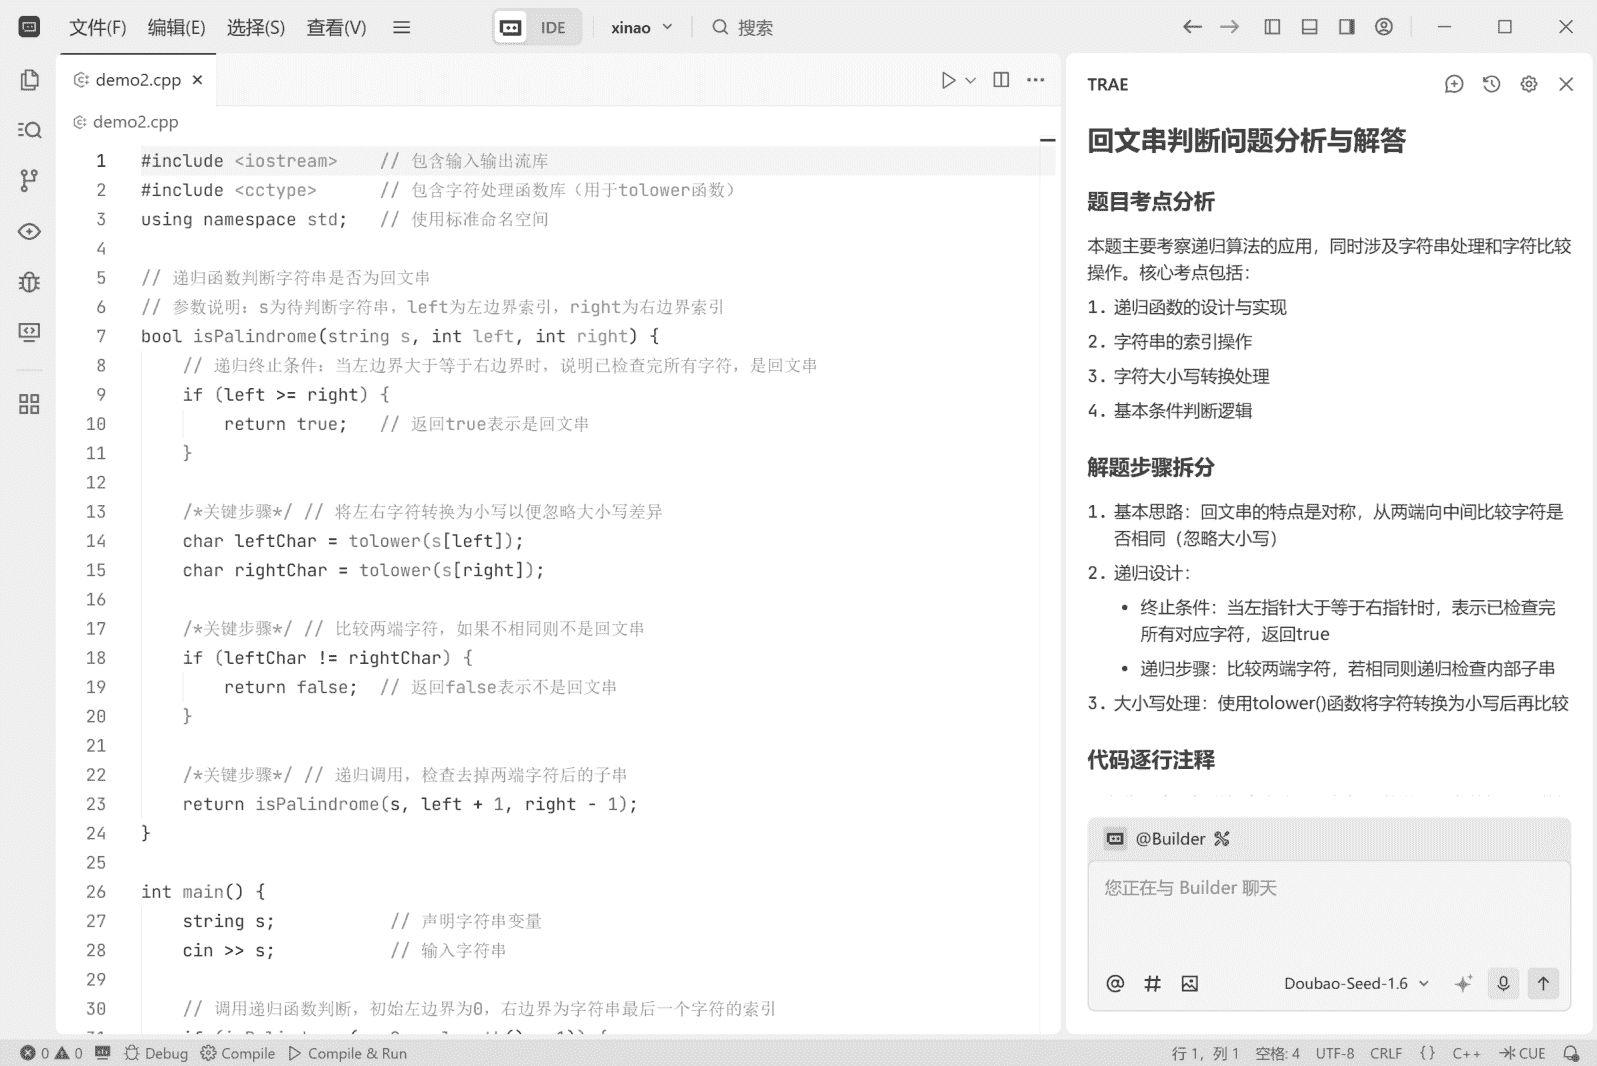 文件(F) 编辑(E) 选择(S) 查看(V) IDE xinao 搜索
demo2.cpp
demo2.cpp
1 #include <iostream> // 包含输入输出流库
2 #include <cctype> // 包含字符处理函数库（用于tolower函数）
3 using namespace std; // 使用标准命名空间
4
5 // 递归函数判断字符串是否为回文串
6 // 参数说明：s为待判断字符串，left为左边界索引，right为右边界索引
7 bool isPalindrome(string s, int left, int right) {
8 // 递归终止条件：当左边界大于等于右边界时，说明已检查完所有字符，是回文串
9 if (left >= right) {
10 return true; // 返回true表示是回文串
11 }
12
13 /*关键步骤*/ // 将左右字符转换为小写以便忽略大小写差异
14 char leftChar = tolower(s[left]);
15 char rightChar = tolower(s[right]);
16
17 /*关键步骤*/ // 比较两端字符，如果不相同则不是回文串
18 if (leftChar != rightChar) {
19 return false; // 返回false表示不是回文串
20 }
21
22 /*关键步骤*/ // 递归调用，检查去掉两端字符后的子串
23 return isPalindrome(s, left + 1, right - 1);
24 }
25
26 int main() {
27 string s; // 声明字符串变量
28 cin >> s; // 输入字符串
29
30 // 调用递归函数判断，初始左边界为0，右边界为字符串最后一个字符的索引
TRAE
回文串判断问题分析与解答
题目考点分析
本题主要考察递归算法的应用，同时涉及字符串处理和字符比较
操作。核心考点包括：
1. 递归函数的设计与实现
2. 字符串的索引操作
3. 字符大小写转换处理
4. 基本条件判断逻辑
解题步骤拆分
1. 基本思路：回文串的特点是对称，从两端向中间比较字符是
否相同（忽略大小写）
2. 递归设计：
• 终止条件：当左指针大于等于右指针时，表示已检查完
所有对应字符，返回true
• 递归步骤：比较两端字符，若相同则递归检查内部子串
3. 大小写处理：使用tolower()函数将字符转换为小写后再比较
代码逐行注释
@Builder
您正在与 Builder 聊天
Doubao-Seed-1.6
0 0 Debug Compile Compile & Run 行 1，列 1 空格: 4 UTF-8 CRLF {} C++ CUE